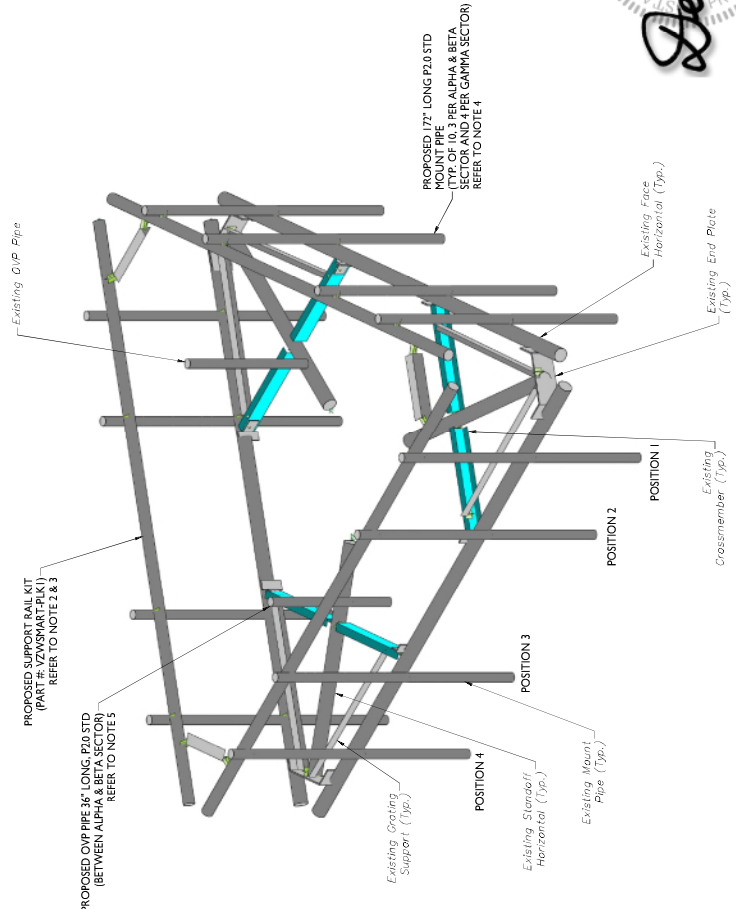 Existing OVP Pipe
PROPOSED 172" LONG P2.0 STD
MOUNT PIPE
(TYP. OF 10, 3 PER ALPHA & BETA
SECTOR AND 4 PER GAMMA SECTOR)
REFER TO NOTE 4
PROPOSED SUPPORT RAIL KIT
(PART #: VZWSMART-PLK1)
REFER TO NOTE 2 & 3
PROPOSED OVP PIPE 36" LONG, P2.0 STD
(BETWEEN ALPHA & BETA SECTOR)
REFER TO NOTE 5
Existing Face
Horizontal (Typ.)
Existing End Plate
(Typ.)
Existing
Crossmember (Typ.)
POSITION 1
POSITION 2
POSITION 3
POSITION 4
Existing Mount
Pipe (Typ.)
Existing Standoff
Horizontal (Typ.)
Existing Grating
Support (Typ.)